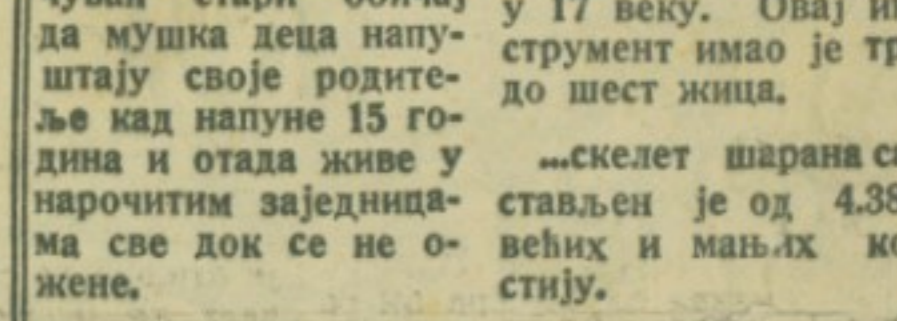 да мушка деца напу-
штају своје родите-
ље кад напуне 15 го-
дина и отада живе у
нарочитим заједница-
ма све док се не о-
жене.
у 17 веку. Овај
струмент имао је
до шест жица.
...скелет шарана
стављен је од
већих и мањих
стију.